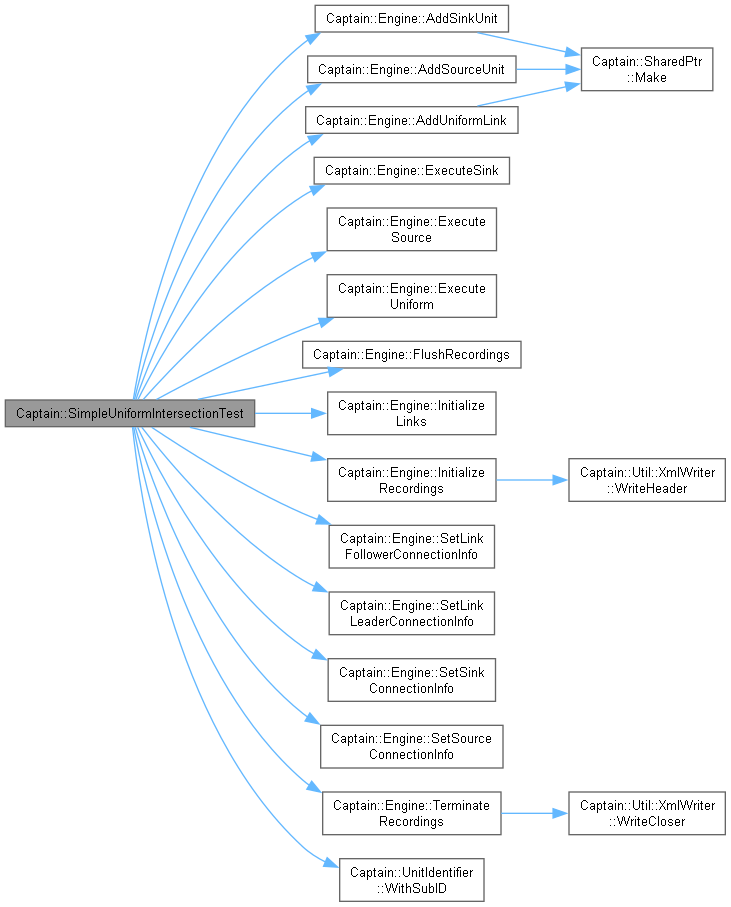 Captain::Engine::AddSinkUnit
Captain::Engine::AddSourceUnit
Captain::SharedPtr
::Make
Captain::Engine::AddUniformLink
Captain::Engine::ExecuteSink
Captain::Engine::Execute
Source
Captain::Engine::Execute
Uniform
Captain::Engine::FlushRecordings
Captain::SimpleUniformIntersectionTest
Captain::Engine::Initialize
Links
Captain::Engine::Initialize
Recordings
Captain::Util::XmlWriter
::WriteHeader
Captain::Engine::SetLink
FollowerConnectionInfo
Captain::Engine::SetLink
LeaderConnectionInfo
Captain::Engine::SetSink
ConnectionInfo
Captain::Engine::SetSource
ConnectionInfo
Captain::Engine::Terminate
Recordings
Captain::Util::XmlWriter
::WriteCloser
Captain::UnitIdentifier
::WithSubID